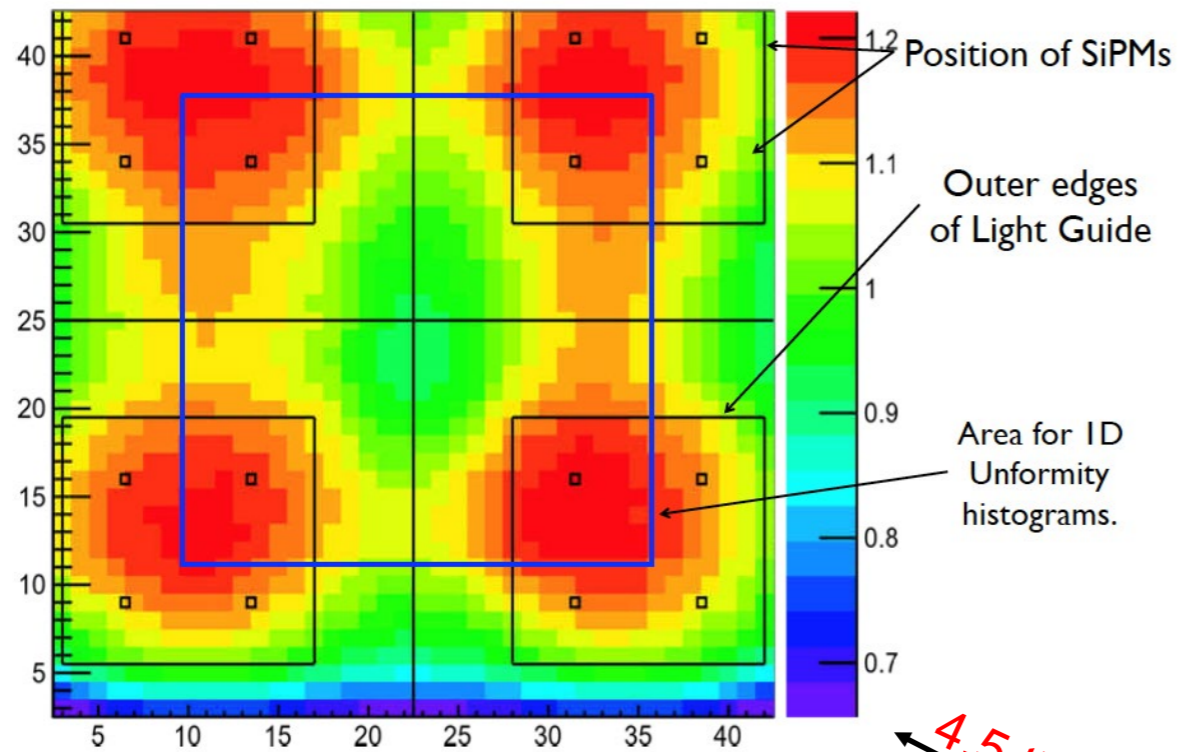 40
35
30
25
20
15
10
5
5 10 15 20 25 30 35 40
1.2
1.1
1
0.9
0.8
0.7
Position of SiPMs
Outer edges
of Light Guide
Area for 1D
Unformity
histograms.
4.5